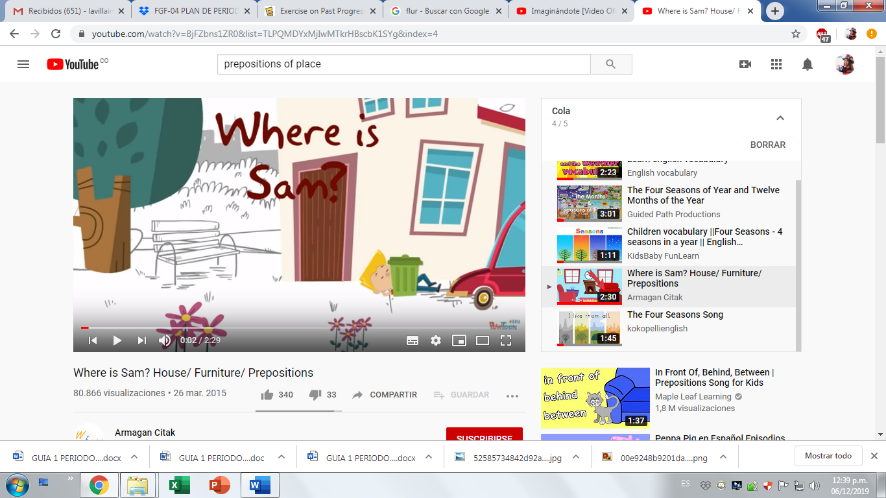 Recibidos (651) - lavillain
FGF-04 PLAN DE PERIOD
Exercise on Past Progres
flur - Buscar con Google
Imaginándote [Video Of
Where is Sam? House/ F
youtube.com/watch?v=BjFZbns1ZR0&list=TLPQMDYxMjIwMTkrHBscbK1SYg&index=4
47
YouTube CO
prepositions of place
Where is
Sam?
0:02 / 2:29
Where is Sam? House/ Furniture/ Prepositions
80.866 visualizaciones • 26 mar. 2015
340
33
COMPARTIR
GUARDAR
Armagan Citak
SUSCRIBIRSE
Cola
4 / 5
BORRAR
Learn English Vocabulary
English vocabulary
2:23
The Four Seasons of Year and Twelve
Months of the Year
Guided Path Productions
3:01
Children vocabulary ||Four Seasons - 4
seasons in a year || English...
KidsBaby FunLearn
Seasons
1:11
Where is Sam? House/ Furniture/
Prepositions
Armagan Citak
2:30
The Four Seasons Song
kokopellienglish
I like them all
1:45
In Front Of, Behind, Between |
Prepositions Song for Kids
Maple Leaf Learning
1,8 M visualizaciones
in front of
behind
between
1:37
Peppa Pig en Español Episodios
GUIA 1 PERIODO....docx
GUIA 1 PERIODO....doc
GUIA 1 PERIODO....docx
52585734842d92a....jpg
00e9248b9201da....png
Mostrar todo
ES
12:39 p.m.
06/12/2019